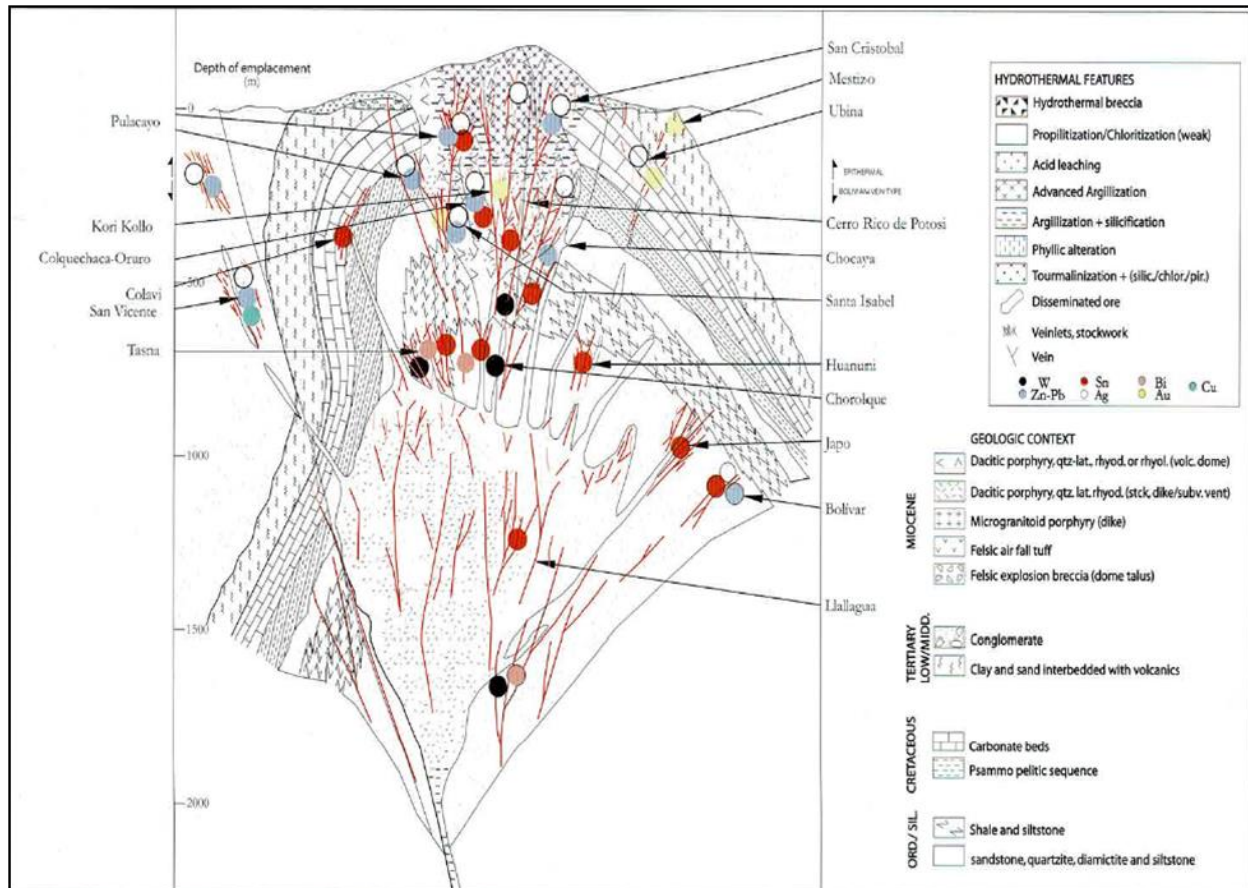 Depth of emplacement
(m)
0
Pulacayo
Kori Kollo
Colquechaca-Oruro
500
Colavi
San Vicente
Tasna
1000
1500
2000
San Cristobal
Mestizo
Ubina
EPITHERMAL
BOLIVIAN VEIN TYPE
Cerro Rico de Potosi
Chocaya
Santa Isabel
Huanuni
Chorolque
Japo
Bolívar
Llallagua
HYDROTHERMAL FEATURES
Hydrothermal breccia
Propilitization/Chloritization (weak)
Acid leaching
Advanced Argillization
Argillization + silicification
Phyllic alteration
Tourmalinization + (silic./chlor./pir.)
Disseminated ore
Veinlets, stockwork
Vein
W Sn Bi Cu
Zn-Pb Ag Au
GEOLOGIC CONTEXT
MIOCENE
Dacitic porphyry, qtz-lat., rhyod. or rhyol. (volc. dome)
Dacitic porphyry, qtz. lat. rhyod. (stck, dike/subv. vent)
Microgranitoid porphyry (dike)
Felsic air fall tuff
Felsic explosion breccia (dome talus)
TERTIARY
LOW/MIDD.
Conglomerate
Clay and sand interbedded with volcanics
CRETACEOUS
Carbonate beds
Psammo pelitic sequence
ORD./ SIL.
Shale and siltstone
sandstone, quartzite, diamictite and siltstone